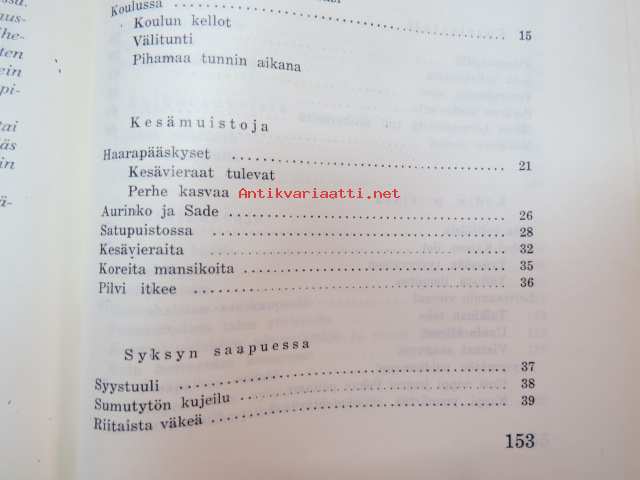 Koulussa ........ 15
Koulun kellot
Välitunti
Pihamaa tunnin aikana
Kesämuistoja
Haarapääskyset ........ 21
Kesävieraat tulevat
Perhe kasvaa
Antikvariaatti.net
Aurinko ja Sade ........ 26
Satupuistossa ........ 28
Kesävieraita ........ 32
Koreita mansikoita ........ 35
Pilvi itkee ........ 36
Syksyn saapuessa
Systuuli ........ 37
Sumutytön kujeilu ........ 38
Riitaista väkeä ........ 39
153